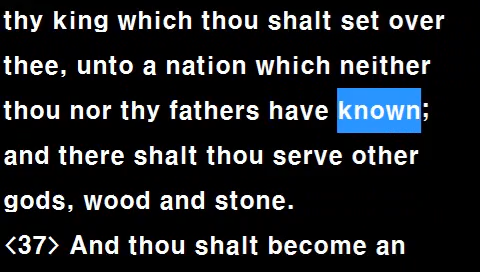 thy king which thou shalt set over
thee, unto a nation which neither
thou nor thy fathers have known;
and there shalt thou serve other
gods, wood and stone.
<37> And thou shalt become an